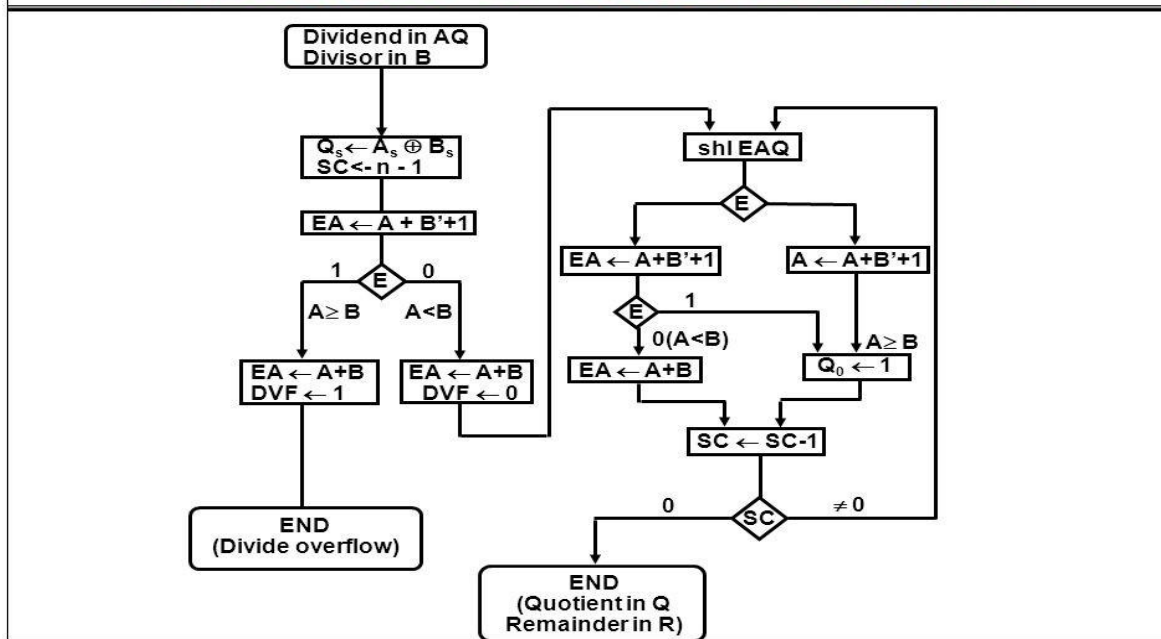 Dividend in AQ
Divisor in B
Qs ← As ⊕ Bs
SC<- n - 1
EA ← A + B'+1
E
1
0
A≥ B
A<B
EA ← A+B
DVF ← 1
EA ← A+B
DVF ← 0
END
(Divide overflow)
shl EAQ
E
EA ← A+B'+1
A ← A+B'+1
E
1
0(A<B)
A≥ B
EA ← A+B
Q0 ← 1
SC ← SC-1
SC
0
≠ 0
END
(Quotient in Q
Remainder in R)